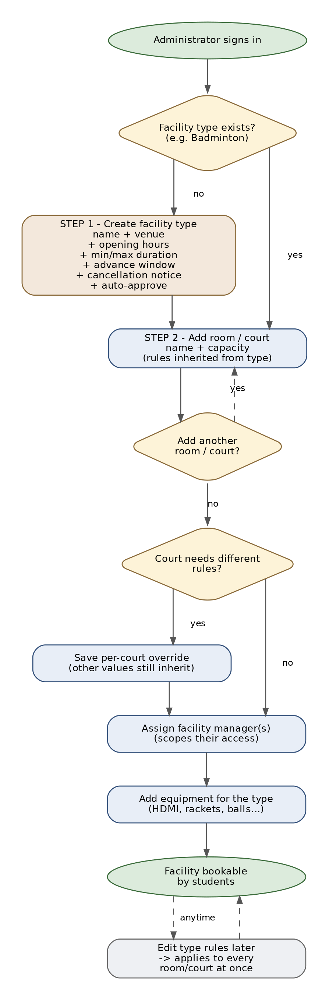 Administrator signs in
Facility type exists?
(e.g. Badminton)
no
STEP 1 - Create facility type
name + venue
+ opening hours
+ min/max duration
+ advance window
+ cancellation notice
+ auto-approve
yes
STEP 2 - Add room / court
name + capacity
(rules inherited from type)
yes
Add another
room / court?
no
Court needs different
rules?
yes
Save per-court override
(other values still inherit)
no
Assign facility manager(s)
(scopes their access)
Add equipment for the type
(HDMI, rackets, balls...)
Facility bookable
by students
anytime
Edit type rules later
-> applies to every
room/court at once